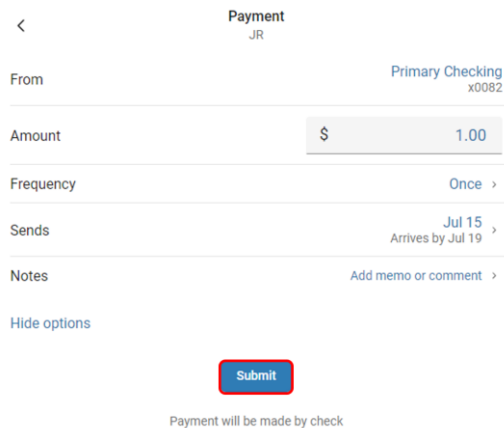 Payment
JR
From
Primary Checking
x0082
Amount
$ 1.00
Frequency
Once
Sends
Jul 15
Arrives by Jul 19
Notes
Add memo or comment
Hide options
Submit
Payment will be made by check